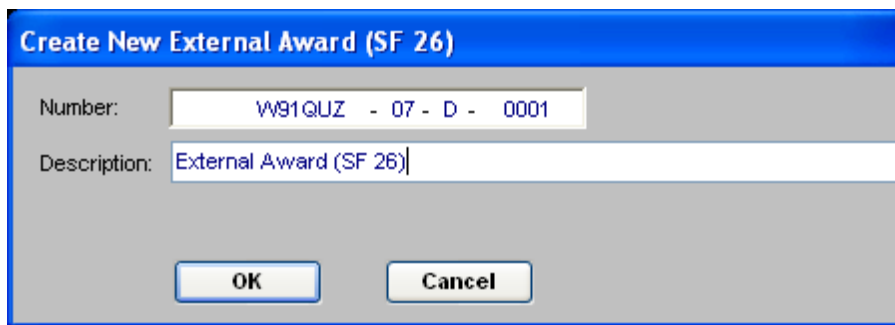 Create New External Award (SF 26)
Number: W91QUZ - 07 - D - 0001
Description: External Award (SF 26)
OK Cancel